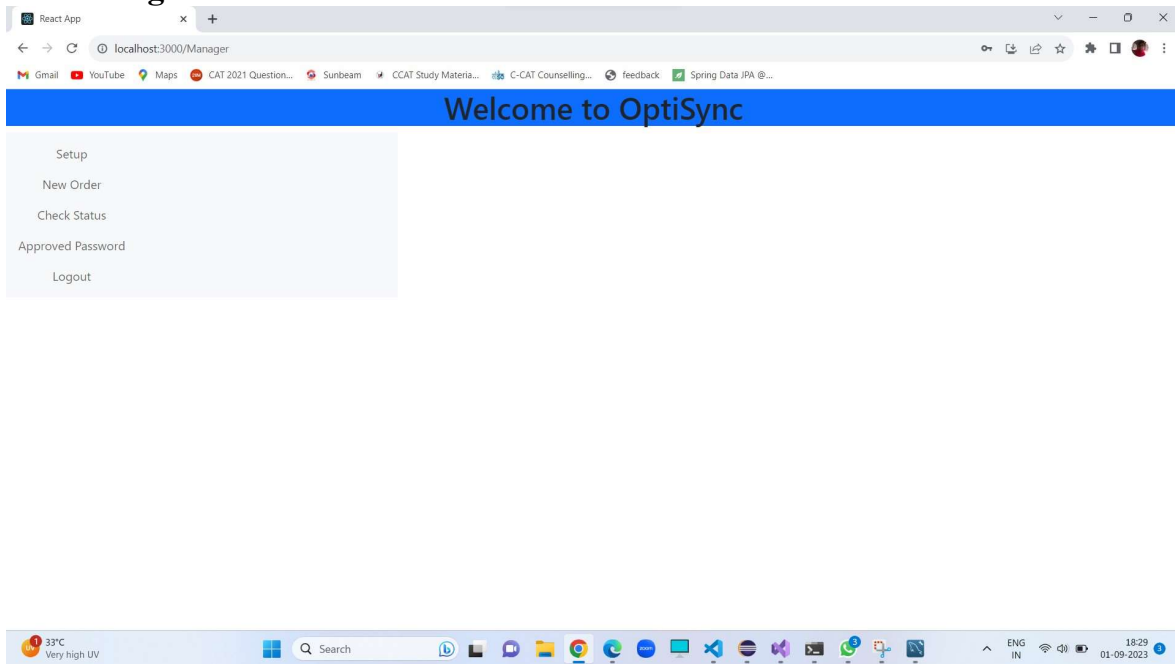 React App
localhost:3000/Manager
Gmail YouTube Maps CAT 2021 Question... Sunbeam CCAT Study Materia... C-CAT Counselling... feedback Spring Data JPA @...
Welcome to OptiSync
Setup
New Order
Check Status
Approved Password
Logout
33°C
Very high UV
Search
3
ENG
IN
18:29
01-09-2023
3